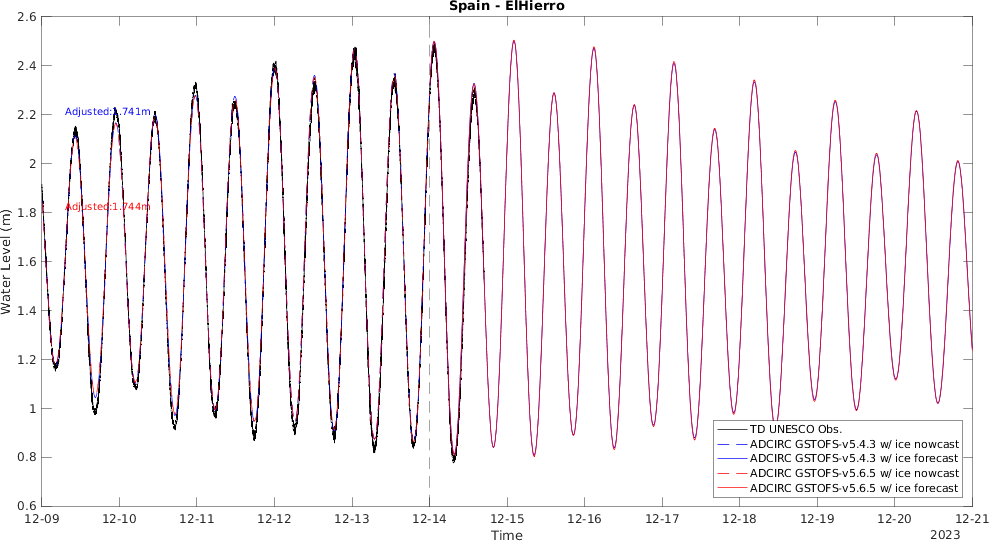 Spain - ElHierro
2.6
2.4
2.2
2
1.8
1.6
1.4
1.2
1
0.8
0.6
Water Level (m)
Adjusted:1.741m
Adjusted:1.744m
TD UNESCO Obs.
ADCIRC GSTOFS-v5.4.3 w/ ice nowcast
ADCIRC GSTOFS-v5.4.3 w/ ice forecast
ADCIRC GSTOFS-v5.6.5 w/ ice nowcast
ADCIRC GSTOFS-v5.6.5 w/ ice forecast
12-09 12-10 12-11 12-12 12-13 12-14 12-15 12-16 12-17 12-18 12-19 12-20 12-21
Time
2023